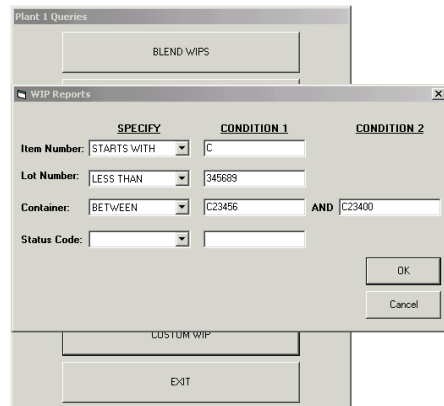 Plant 1 Queries
BLEND WIPS
WIP Reports
SPECIFY CONDITION 1 CONDITION 2
Item Number: STARTS WITH C
Lot Number: LESS THAN 345689
Container: BETWEEN C23456 AND C23400
Status Code:
OK
Cancel
CUSTOM WIP
EXIT